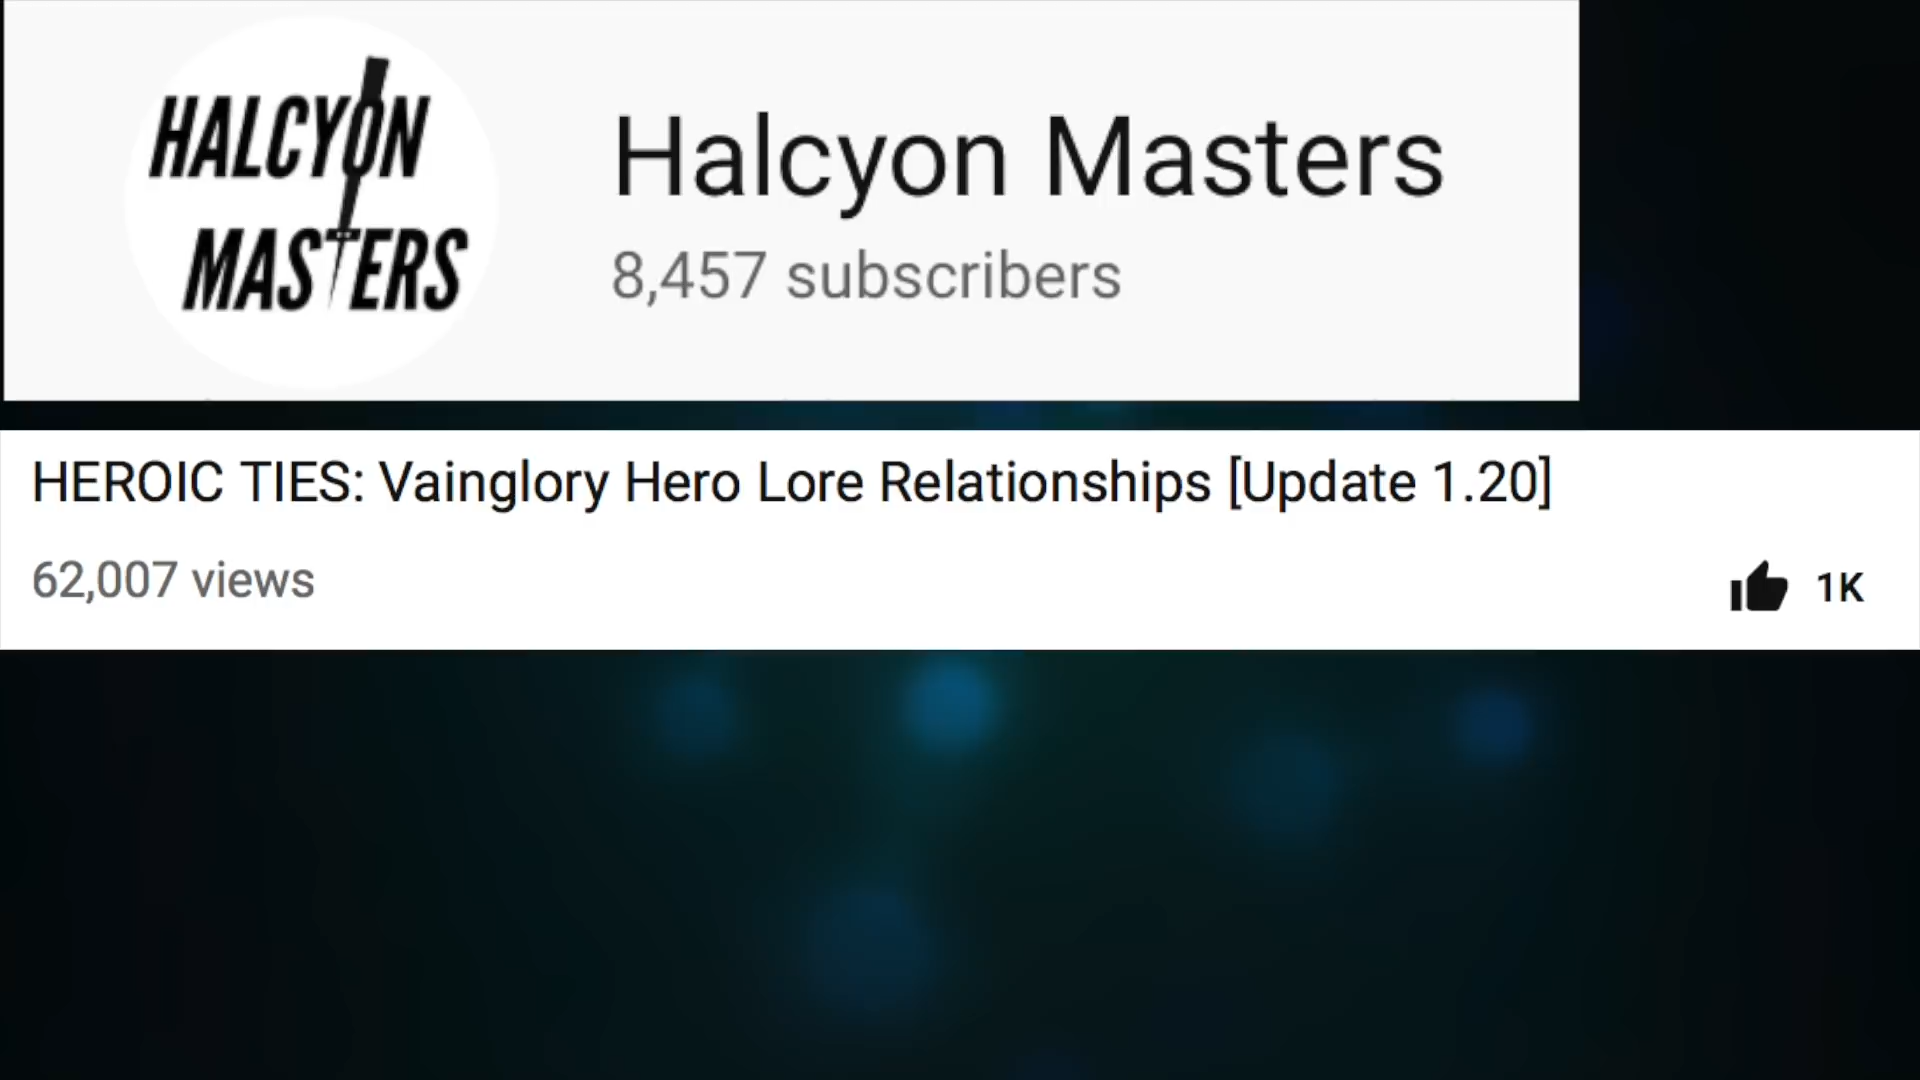 HALCYON
MASTERS
Halcyon Masters
8,457 subscribers
HEROIC TIES: Vainglory Hero Lore Relationships [Update 1.20]
62,007 views
1K